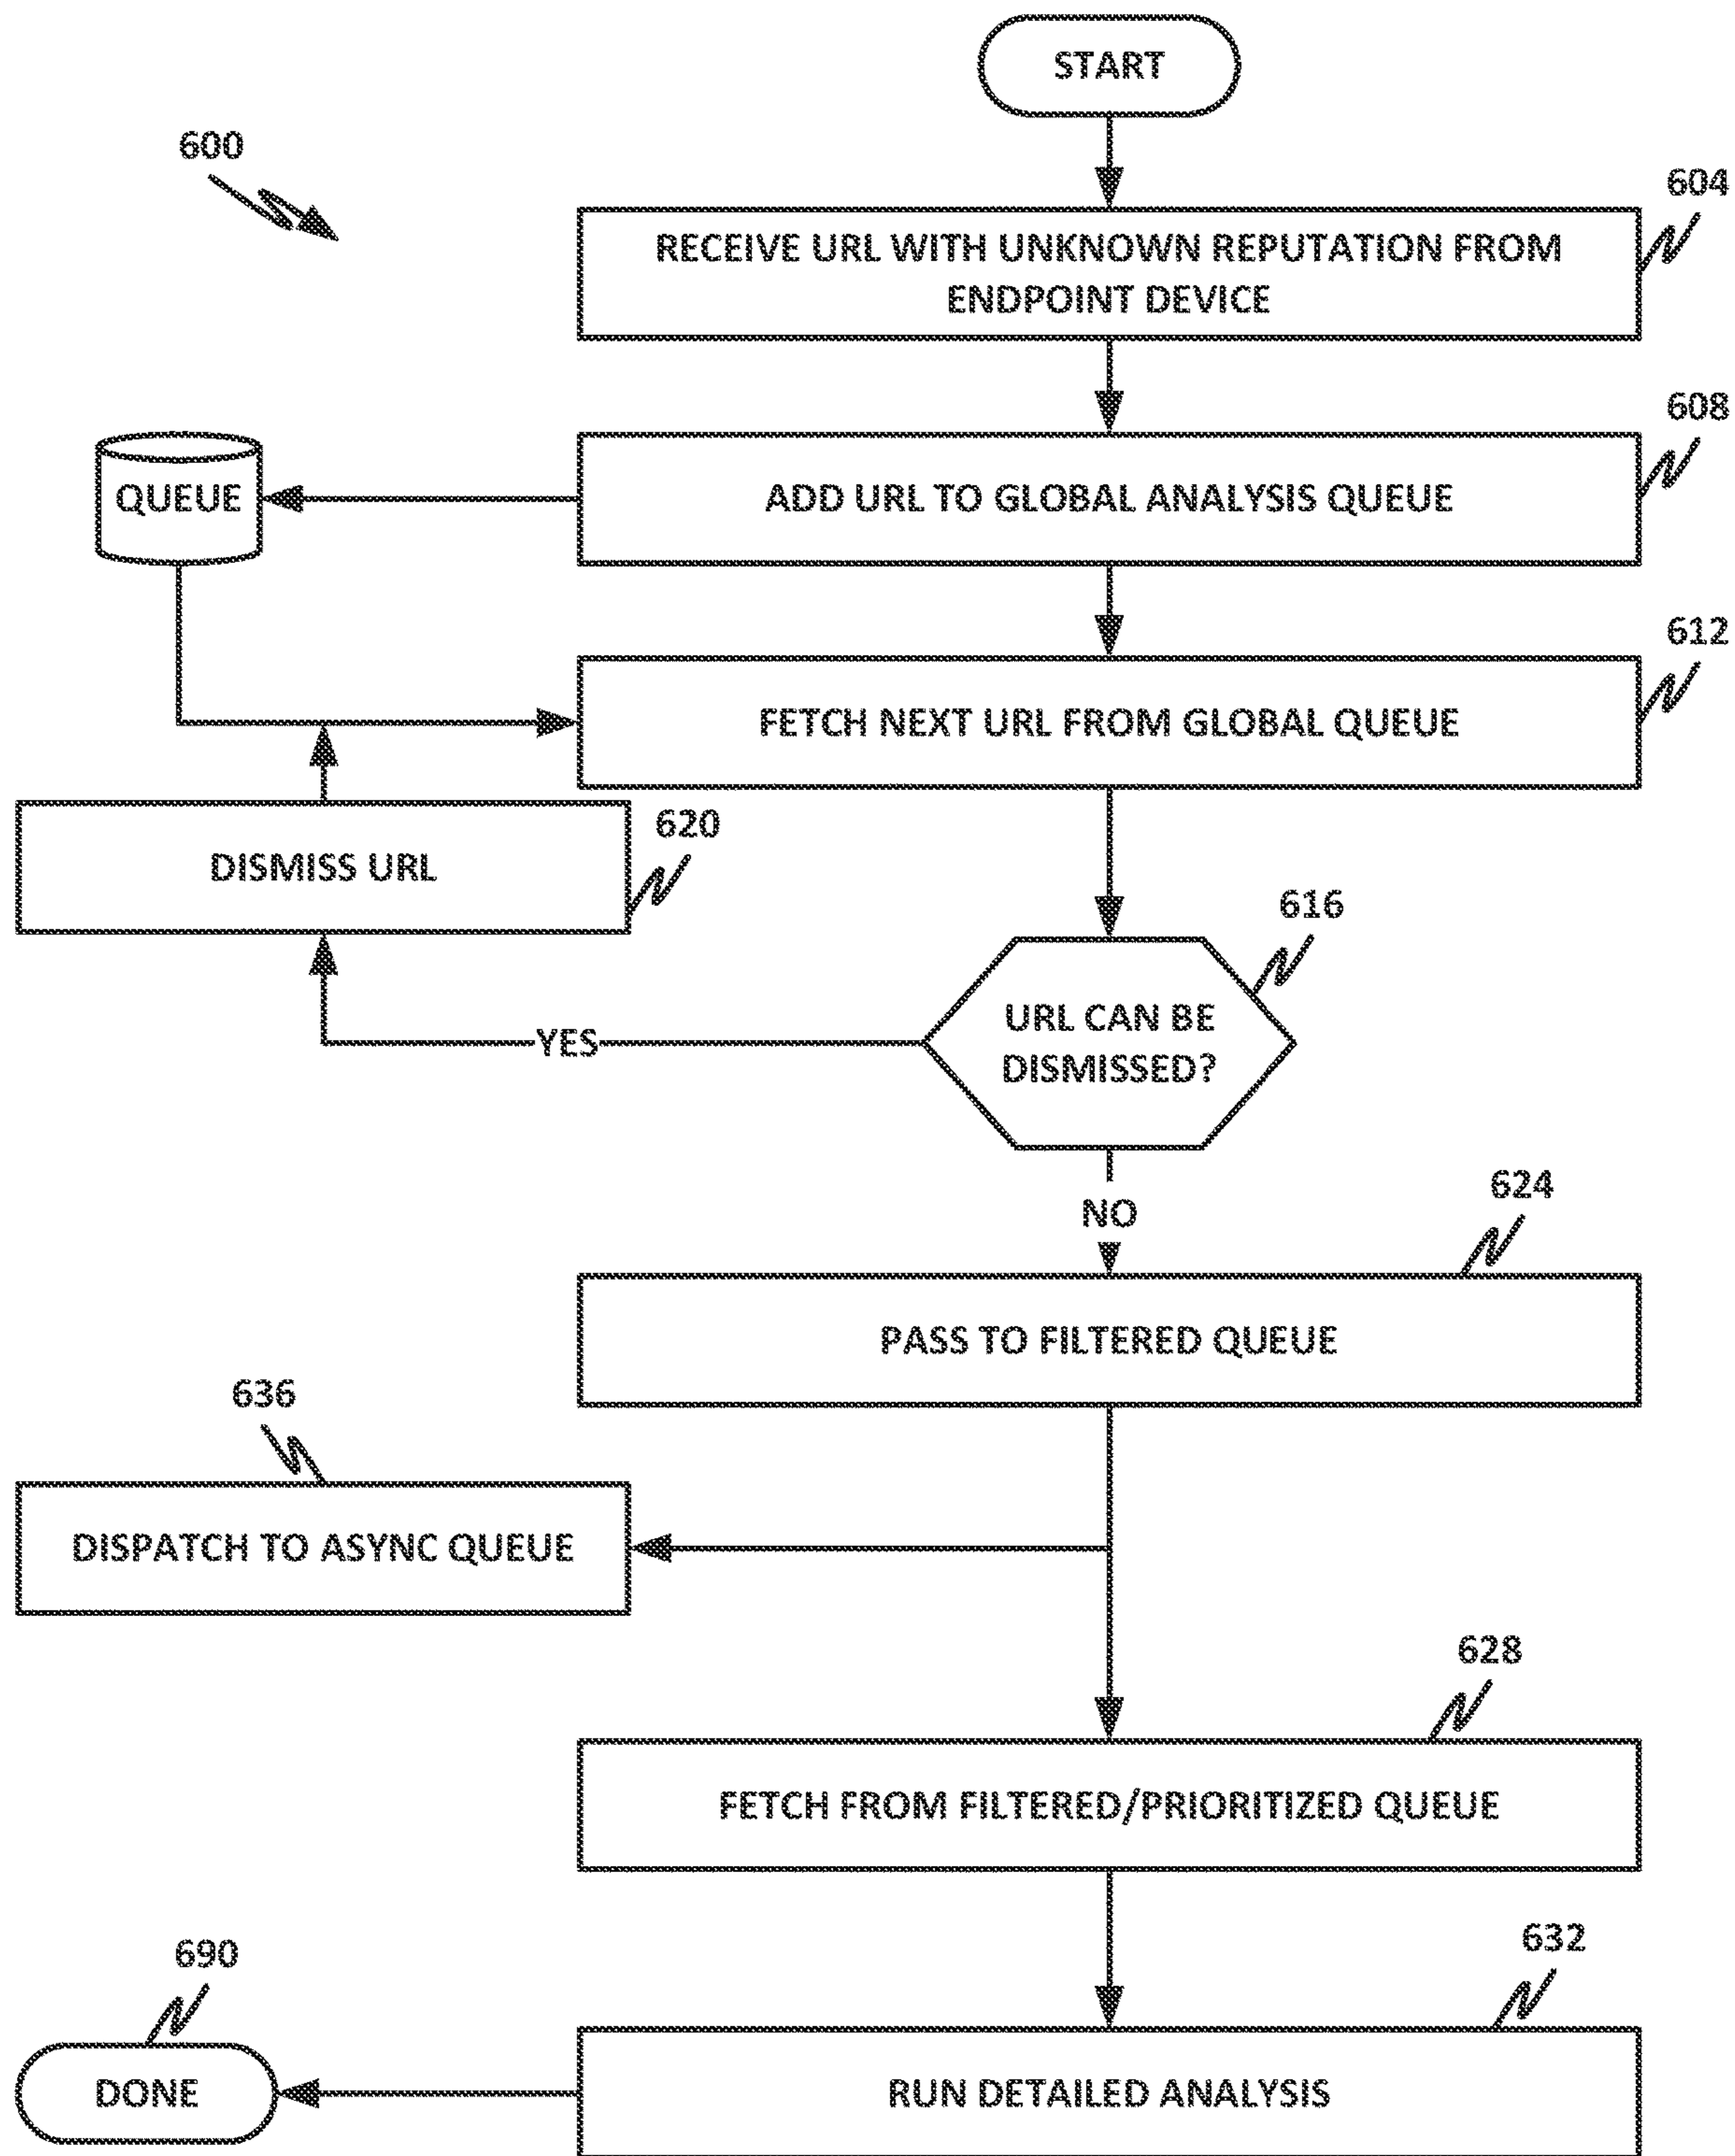 START
600
604
RECEIVE URL WITH UNKNOWN REPUTATION FROM
ENDPOINT DEVICE
608
QUEUE
ADD URL TO GLOBAL ANALYSIS QUEUE
612
FETCH NEXT URL FROM GLOBAL QUEUE
620
DISMISS URL
616
URL CAN BE
DISMISSED?
YES
NO
624
PASS TO FILTERED QUEUE
636
DISPATCH TO ASYNC QUEUE
628
FETCH FROM FILTERED/PRIORITIZED QUEUE
632
690
DONE
RUN DETAILED ANALYSIS